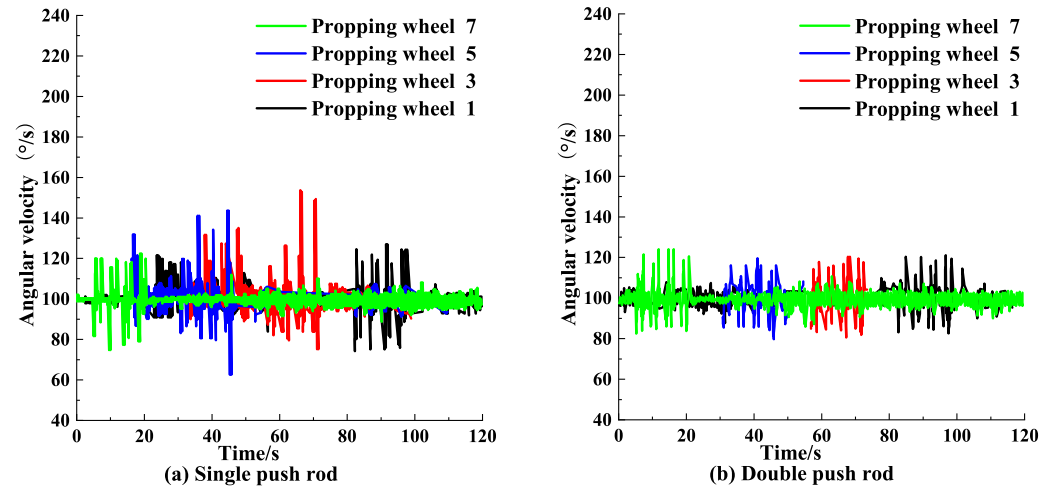 240
220
200
180
160
140
120
100
80
60
40
Angular velocity (°/s)
Propping wheel 7
Propping wheel 5
Propping wheel 3
Propping wheel 1
0 20 40 60 80 100 120
Time/s
(a) Single push rod
240
220
200
180
160
140
120
100
80
60
40
Angular velocity (°/s)
Propping wheel 7
Propping wheel 5
Propping wheel 3
Propping wheel 1
0 20 40 60 80 100 120
Time/s
(b) Double push rod